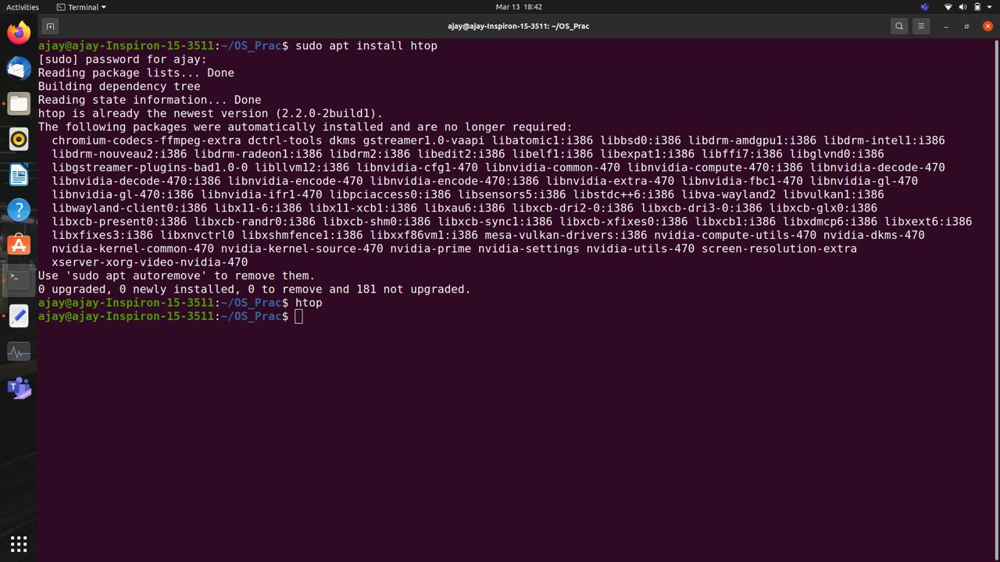 Activities
Terminal
Mar 13 18:42
ajay@ajay-Inspiron-15-3511: ~/OS_Prac
ajay@ajay-Inspiron-15-3511:~/OS_Prac$ sudo apt install htop
[sudo] password for ajay:
Reading package lists... Done
Building dependency tree
Reading state information... Done
htop is already the newest version (2.2.0-2build1).
The following packages were automatically installed and are no longer required:
  chromium-codecs-ffmpeg-extra dctrl-tools dkms gstreamer1.0-vaapi libatomic1:i386 libbsd0:i386 libdrm-amdgpu1:i386 libdrm-intel1:i386
  libdrm-nouveau2:i386 libdrm-radeon1:i386 libdrm2:i386 libedit2:i386 libelf1:i386 libexpat1:i386 libffi7:i386 libglvnd0:i386
  libgstreamer-plugins-bad1.0-0 libllvm12:i386 libnvidia-cfg1-470 libnvidia-common-470 libnvidia-compute-470:i386 libnvidia-decode-470
  libnvidia-decode-470:i386 libnvidia-encode-470 libnvidia-encode-470:i386 libnvidia-extra-470 libnvidia-fbc1-470 libnvidia-gl-470
  libnvidia-gl-470:i386 libnvidia-ifr1-470 libpciaccess0:i386 libsensors5:i386 libstdc++6:i386 libva-wayland2 libvulkan1:i386
  libwayland-client0:i386 libx11-6:i386 libx11-xcb1:i386 libxau6:i386 libxcb-dri2-0:i386 libxcb-dri3-0:i386 libxcb-glx0:i386
  libxcb-present0:i386 libxcb-randr0:i386 libxcb-shm0:i386 libxcb-sync1:i386 libxcb-xfixes0:i386 libxcb1:i386 libxdmcp6:i386 libxext6:i386
  libxfixes3:i386 libxnvctrl0 libxshmfence1:i386 libxxf86vm1:i386 mesa-vulkan-drivers:i386 nvidia-compute-utils-470 nvidia-dkms-470
  nvidia-kernel-common-470 nvidia-kernel-source-470 nvidia-prime nvidia-settings nvidia-utils-470 screen-resolution-extra
  xserver-xorg-video-nvidia-470
Use 'sudo apt autoremove' to remove them.
0 upgraded, 0 newly installed, 0 to remove and 181 not upgraded.
ajay@ajay-Inspiron-15-3511:~/OS_Prac$ htop
ajay@ajay-Inspiron-15-3511:~/OS_Prac$